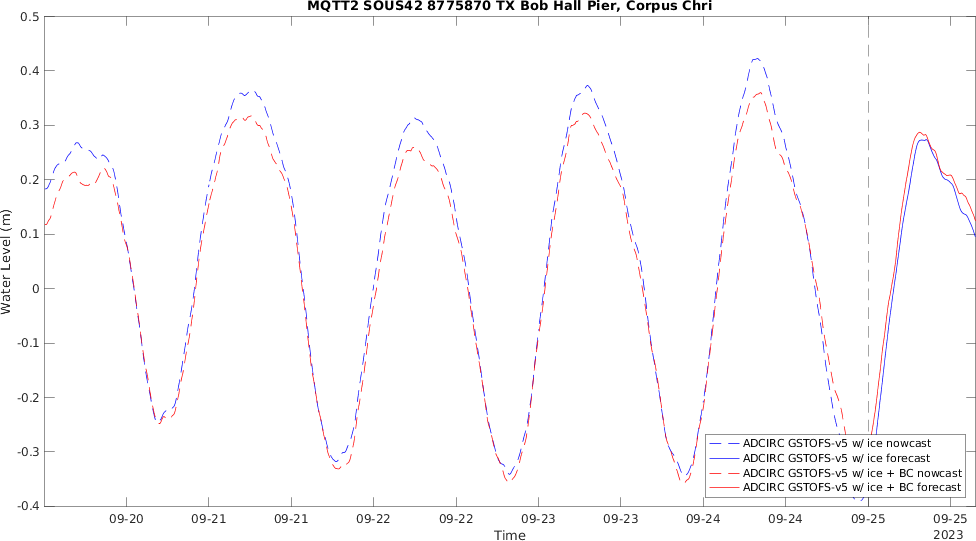 MQTT2 SOUS42 8775870 TX Bob Hall Pier, Corpus Chri
0.5
0.4
0.3
0.2
0.1
0
-0.1
-0.2
-0.3
-0.4
Water Level (m)
ADCIRC GSTOFS-v5 w/ ice nowcast
ADCIRC GSTOFS-v5 w/ ice forecast
ADCIRC GSTOFS-v5 w/ ice + BC nowcast
ADCIRC GSTOFS-v5 w/ ice + BC forecast
09-20 09-21 09-21 09-22 09-22 09-23 09-23 09-24 09-24 09-25 09-25
2023
Time